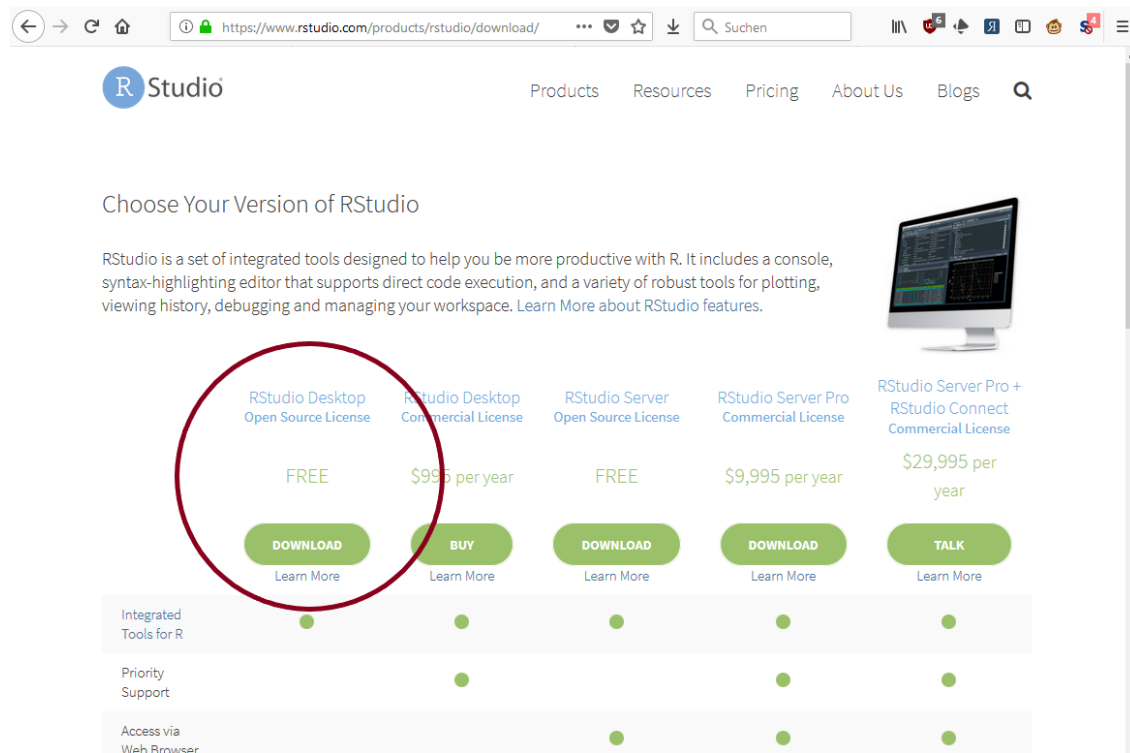 https://www.rstudio.com/products/rstudio/download/
Suchen
6
4
R Studio
Products Resources Pricing About Us Blogs
Choose Your Version of RStudio
RStudio is a set of integrated tools designed to help you be more productive with R. It includes a console,
syntax-highlighting editor that supports direct code execution, and a variety of robust tools for plotting,
viewing history, debugging and managing your workspace. Learn More about RStudio features.
RStudio Desktop
Open Source License
FREE
DOWNLOAD
Learn More
RStudio Desktop
Commercial License
$995 per year
BUY
Learn More
RStudio Server
Open Source License
FREE
DOWNLOAD
Learn More
RStudio Server Pro
Commercial License
$9,995 per year
DOWNLOAD
Learn More
RStudio Server Pro +
RStudio Connect
Commercial License
$29,995 per
year
TALK
Learn More
Integrated
Tools for R
Priority
Support
Access via
Web Browser